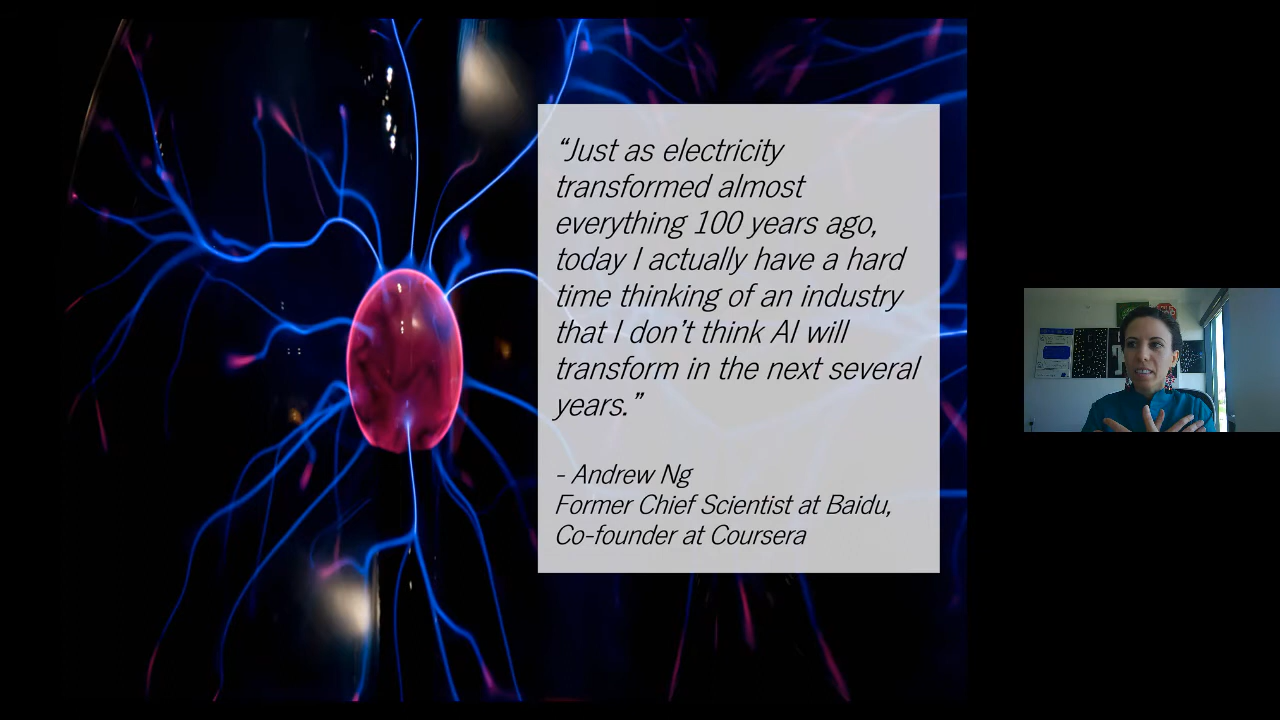 “Just as electricity
transformed almost
everything 100 years ago,
today I actually have a hard
time thinking of an industry
that I don’t think AI will
transform in the next several
years.”
- Andrew Ng
Former Chief Scientist at Baidu,
Co-founder at Coursera